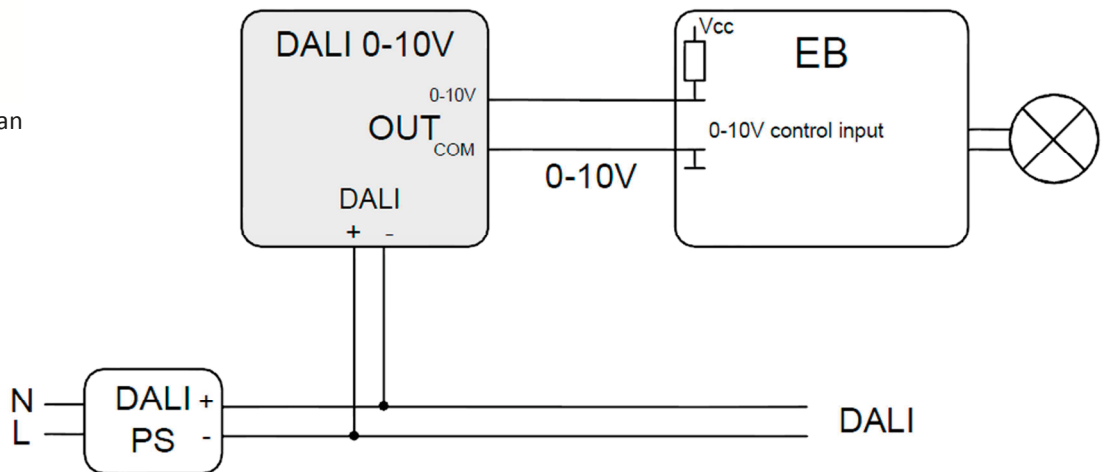 an
DALI 0-10V
0-10V
OUT
COM
DALI
+ -
Vcc
EB
0-10V control input
0-10V
N
L
DALI +
PS -
DALI